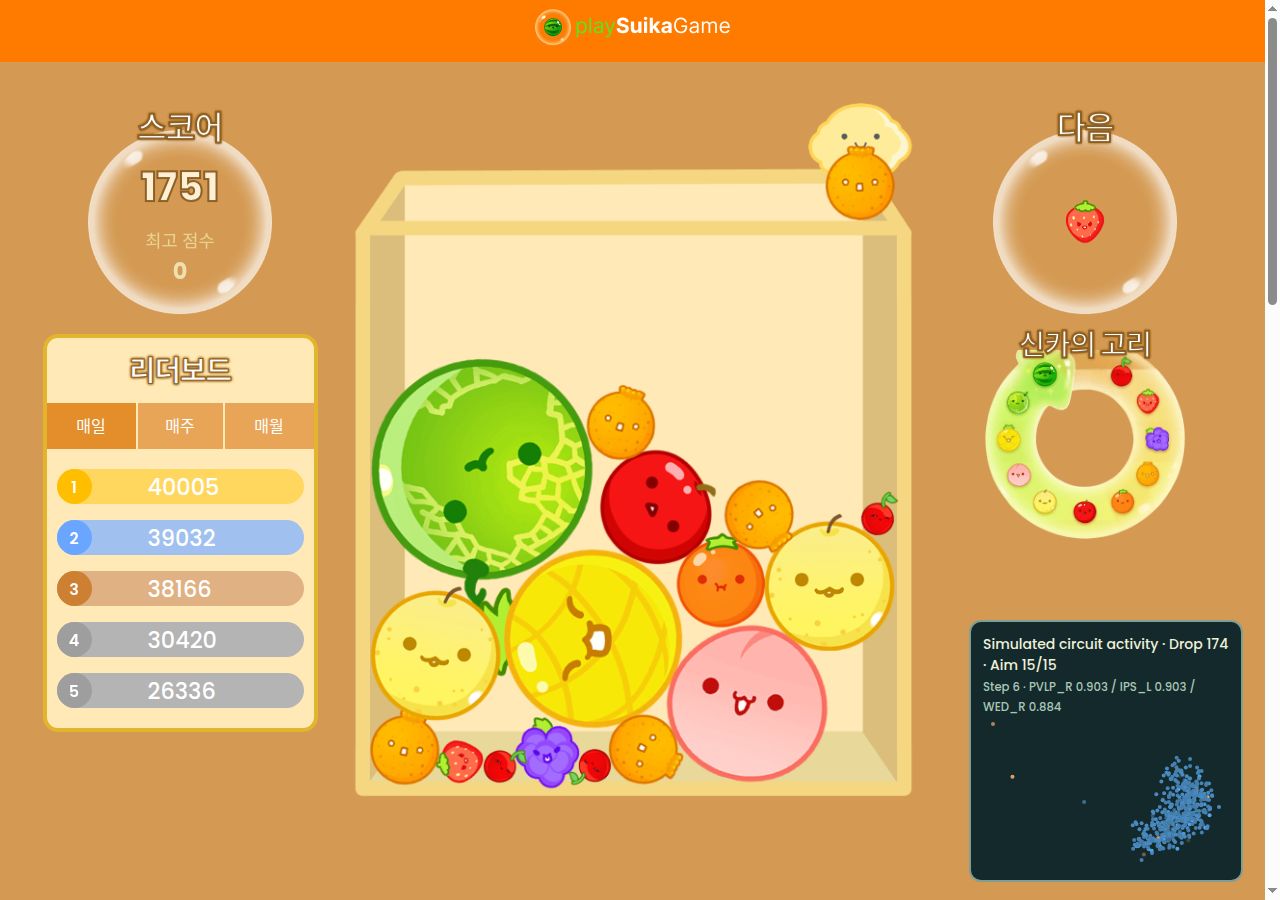 playSuikaGame
스코어
1751
최고 점수
0
리더보드
매일
매주
매월
1
40005
2
39032
3
38166
4
30420
5
26336
다음
신카의 고리
Simulated circuit activity · Drop 174
· Aim 15/15
Step 6 · PVLP_R 0.903 / IPS_L 0.903 /
WED_R 0.884